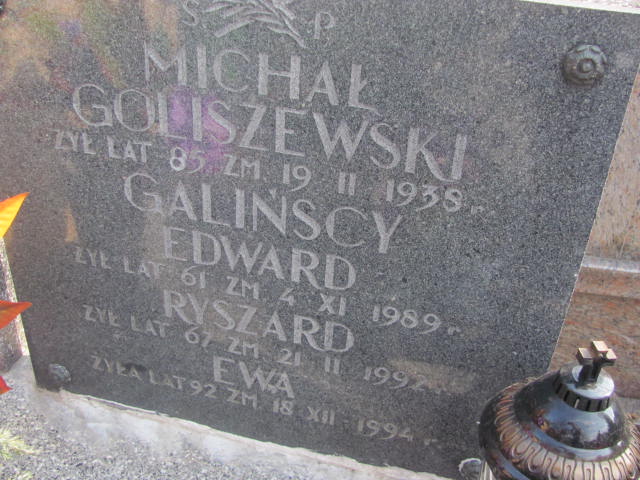 S P
MICHAŁ
GOLISZEWSKI
ŻYŁ LAT 85 ZM. 19 II 1938 r.
GALIŃSCY
EDWARD
ŻYŁ LAT 61 ZM. 4 XI 1989 r.
RYSZARD
ŻYŁ LAT 67 ZM. 21 II 1992 r.
EWA
ŻYŁA LAT 92 ZM. 18 XII 1994 r.